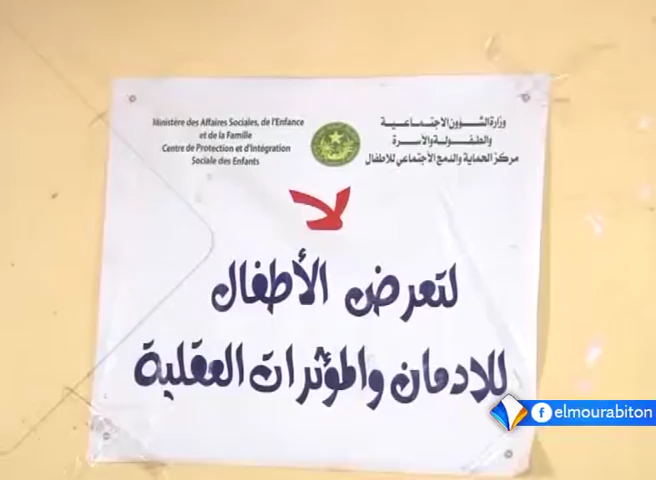 Ministère des Affaires Sociales, de l'Enfance
et de la Famille
Centre de Protection et d'Intégration
Sociale des Enfants
وزارة الشؤون الاجتماعية
والطفولة والأسرة
مركز الحماية والدمج الاجتماعي للاطفال
لا
لتعرض الأطفال
للادمان والمؤثرات العقلية
elmourabiton